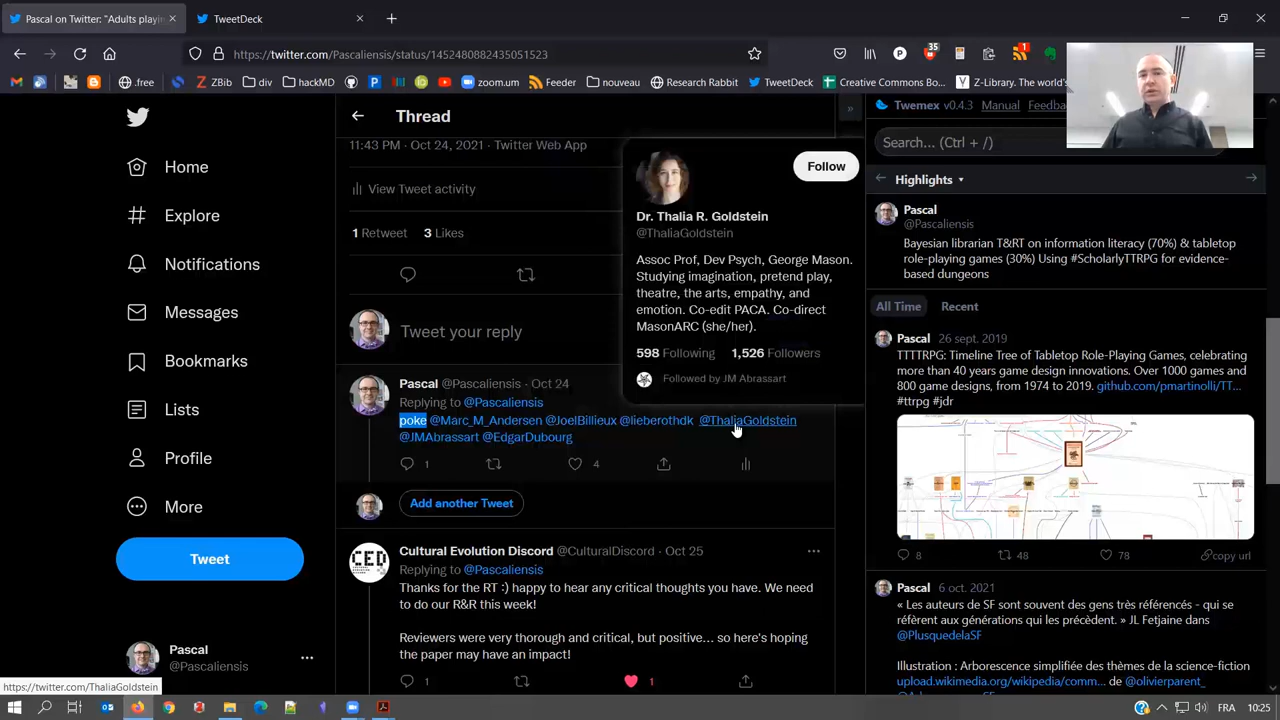 Pascal on Twitter: "Adults playin
TweetDeck
https://twitter.com/Pascaliensis/status/1452480882435051523
35
1
.free
ZBib
div
hackMD
zoom.um
Feeder
nouveau
Research Rabbit
TweetDeck
Creative Commons Bo...
Z-Library. The world's
Home
Explore
Notifications
Messages
Bookmarks
Lists
Profile
More
Tweet
Pascal
@Pascaliensis
Thread
11:43 PM · Oct 24, 2021 · Twitter Web App
View Tweet activity
1 Retweet 3 Likes
Tweet your reply
Pascal @Pascaliensis · Oct 24
Replying to @Pascaliensis
poke @Marc_M_Andersen @JoelBillieux @lieberothdk @ThaliaGoldstein
@JMAbrassart @EdgarDubourg
1
4
Add another Tweet
CED
Cultural Evolution Discord @CulturalDiscord · Oct 25
Replying to @Pascaliensis
Thanks for the RT :) happy to hear any critical thoughts you have. We need
to do our R&R this week!
Reviewers were very thorough and critical, but positive... so here's hoping
the paper may have an impact!
1
1
Follow
Dr. Thalia R. Goldstein
@ThaliaGoldstein
Assoc Prof, Dev Psych, George Mason.
Studying imagination, pretend play,
theatre, the arts, empathy, and
emotion. Co-edit PACA. Co-direct
MasonARC (she/her).
598 Following 1,526 Followers
Followed by JM Abrassart
Twemex v0.4.3 Manual Feedba
Search... (Ctrl + /)
Highlights
Pascal
@Pascaliensis
Bayesian librarian T&RT on information literacy (70%) & tabletop
role-playing games (30%) Using #ScholarlyTTRPG for evidence-
based dungeons
All Time Recent
Pascal 26 sept. 2019
TTTTRPG: Timeline Tree of Tabletop Role-Playing Games, celebrating
more than 40 years game design innovations. Over 1000 games and
800 game designs, from 1974 to 2019. github.com/pmartinolli/TT...
#ttrpg #jdr
8
48
78
copy url
Pascal 6 oct. 2021
« Les auteurs de SF sont souvent des gens très référencés - qui se
réfèrent aux générations qui les précèdent. » JL Fetjaine dans
@PlusquedelaSF
Illustration : Arborescence simplifiée des thèmes de la science-fiction
upload.wikimedia.org/wikipedia/comm... de @olivierparent_
https://twitter.com/ThaliaGoldstein
FRA
10:25